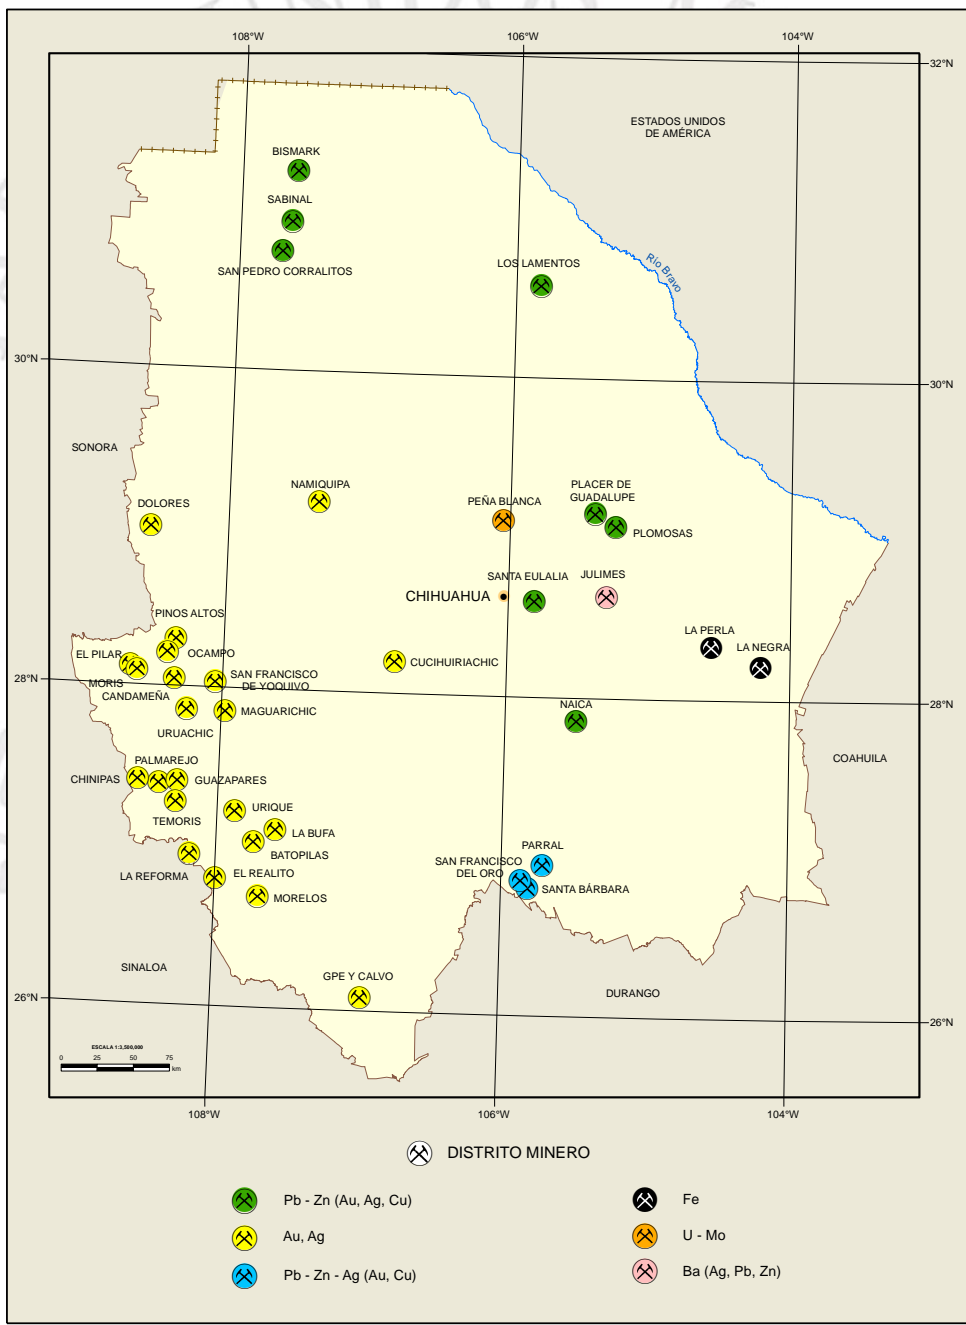 108°W
106°W
104°W
32°N
ESTADOS UNIDOS
DE AMÉRICA
BISMARK
SABINAL
SAN PEDRO CORRALITOS
LOS LAMENTOS
Río Bravo
30°N
30°N
SONORA
DOLORES
NAMIQUIPA
PEÑA BLANCA
PLACER DE
GUADALUPE
PLOMOSAS
SANTA EULALIA
JULIMES
CHIHUAHUA
PINOS ALTOS
LA PERLA
LA NEGRA
EL PILAR
OCAMPO
CUCIHUIRIACHIC
28°N
MORIS
SAN FRANCISCO
DE YOQUIVO
CANDAMEÑA
28°N
NAICA
MAGUARICHIC
URUACHIC
COAHUILA
PALMAREJO
CHINIPAS
GUAZAPARES
TEMORIS
URIQUE
LA BUFA
BATOPILAS
PARRAL
SAN FRANCISCO
DEL ORO
SANTA BÁRBARA
LA REFORMA
EL REALITO
MORELOS
SINALOA
GPE Y CALVO
DURANGO
26°N
26°N
ESCALA 1:3,500,000
0 25 50 75
km
108°W
106°W
104°W
DISTRITO MINERO
Pb - Zn (Au, Ag, Cu)
Fe
Au, Ag
U - Mo
Pb - Zn - Ag (Au, Cu)
Ba (Ag, Pb, Zn)